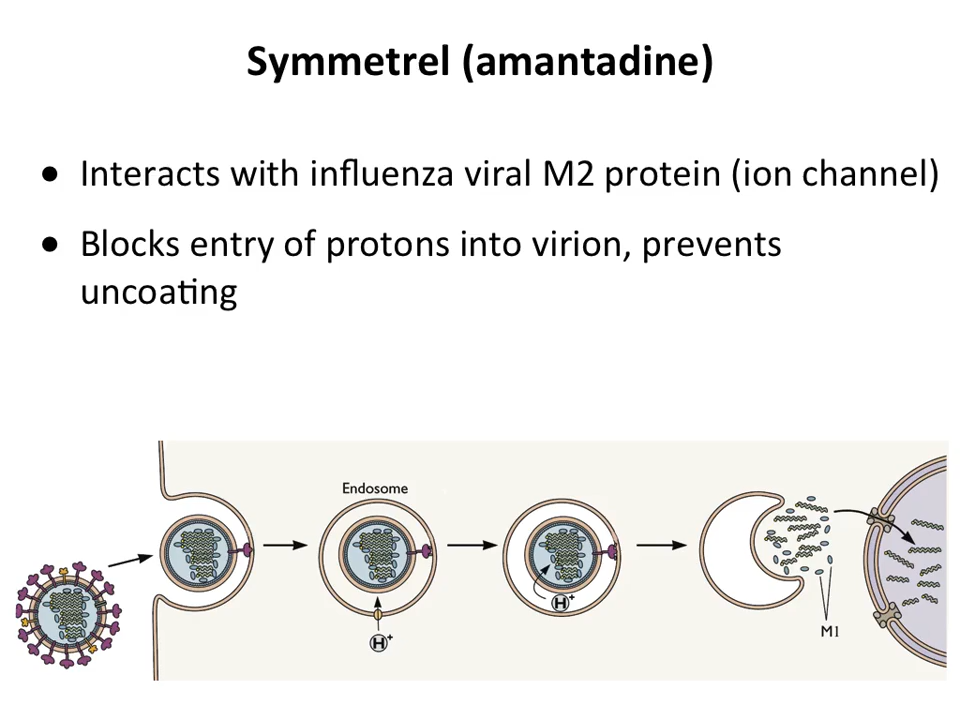 Symmetrel (amantadine)
• Interacts with influenza viral M2 protein (ion channel)
• Blocks entry of protons into virion, prevents
uncoating
Endosome
H+
H+
M1